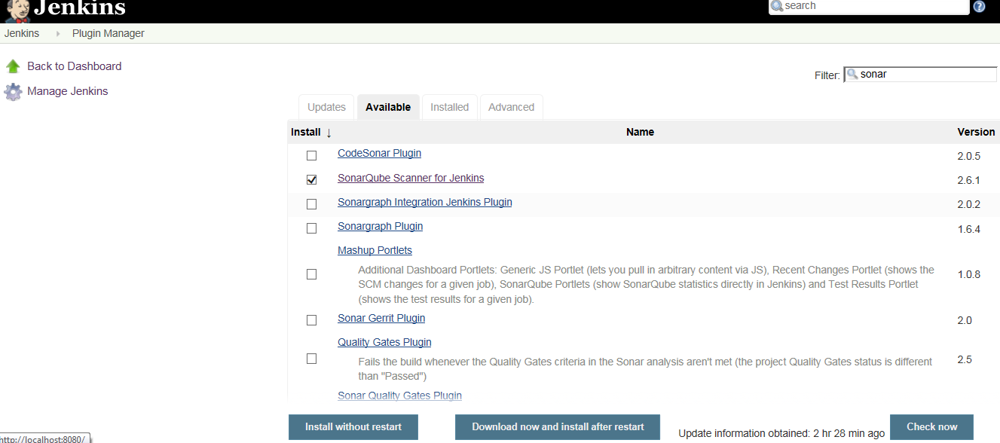 Jenkins
search
Jenkins Plugin Manager
Back to Dashboard
Manage Jenkins
Filter: sonar
Updates Available Installed Advanced
Install ↓ Name Version
CodeSonar Plugin 2.0.5
SonarQube Scanner for Jenkins 2.6.1
Sonargraph Integration Jenkins Plugin 2.0.2
Sonargraph Plugin 1.6.4
Mashup Portlets
Additional Dashboard Portlets: Generic JS Portlet (lets you pull in arbitrary content via JS), Recent Changes Portlet (shows the
SCM changes for a given job), SonarQube Portlets (show SonarQube statistics directly in Jenkins) and Test Results Portlet
(shows the test results for a given job).
1.0.8
Sonar Gerrit Plugin 2.0
Quality Gates Plugin
Fails the build whenever the Quality Gates criteria in the Sonar analysis aren't met (the project Quality Gates status is different
than "Passed")
2.5
Sonar Quality Gates Plugin
Install without restart Download now and install after restart Update information obtained: 2 hr 28 min ago Check now
http://localhost:8080/